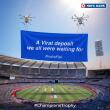 HDFC BANK
A Virat deposit
We all were waiting for
#Championstrophy